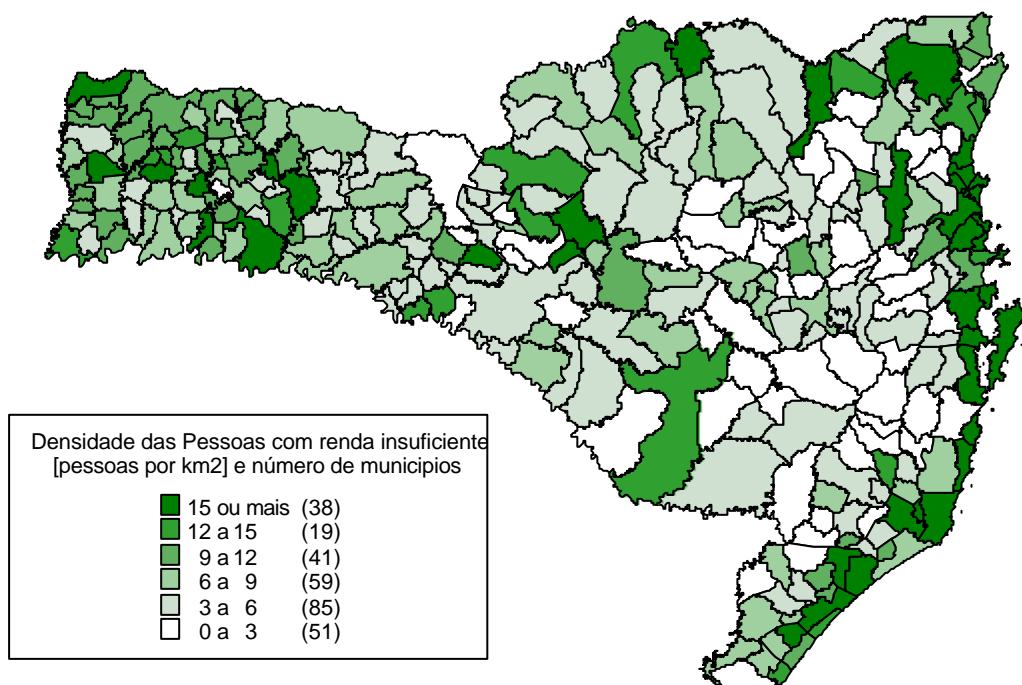 Densidade das Pessoas com renda insuficiente
[pessoas por km2] e número de municipios
15 ou mais (38)
12 a 15 (19)
9 a 12 (41)
6 a 9 (59)
3 a 6 (85)
0 a 3 (51)